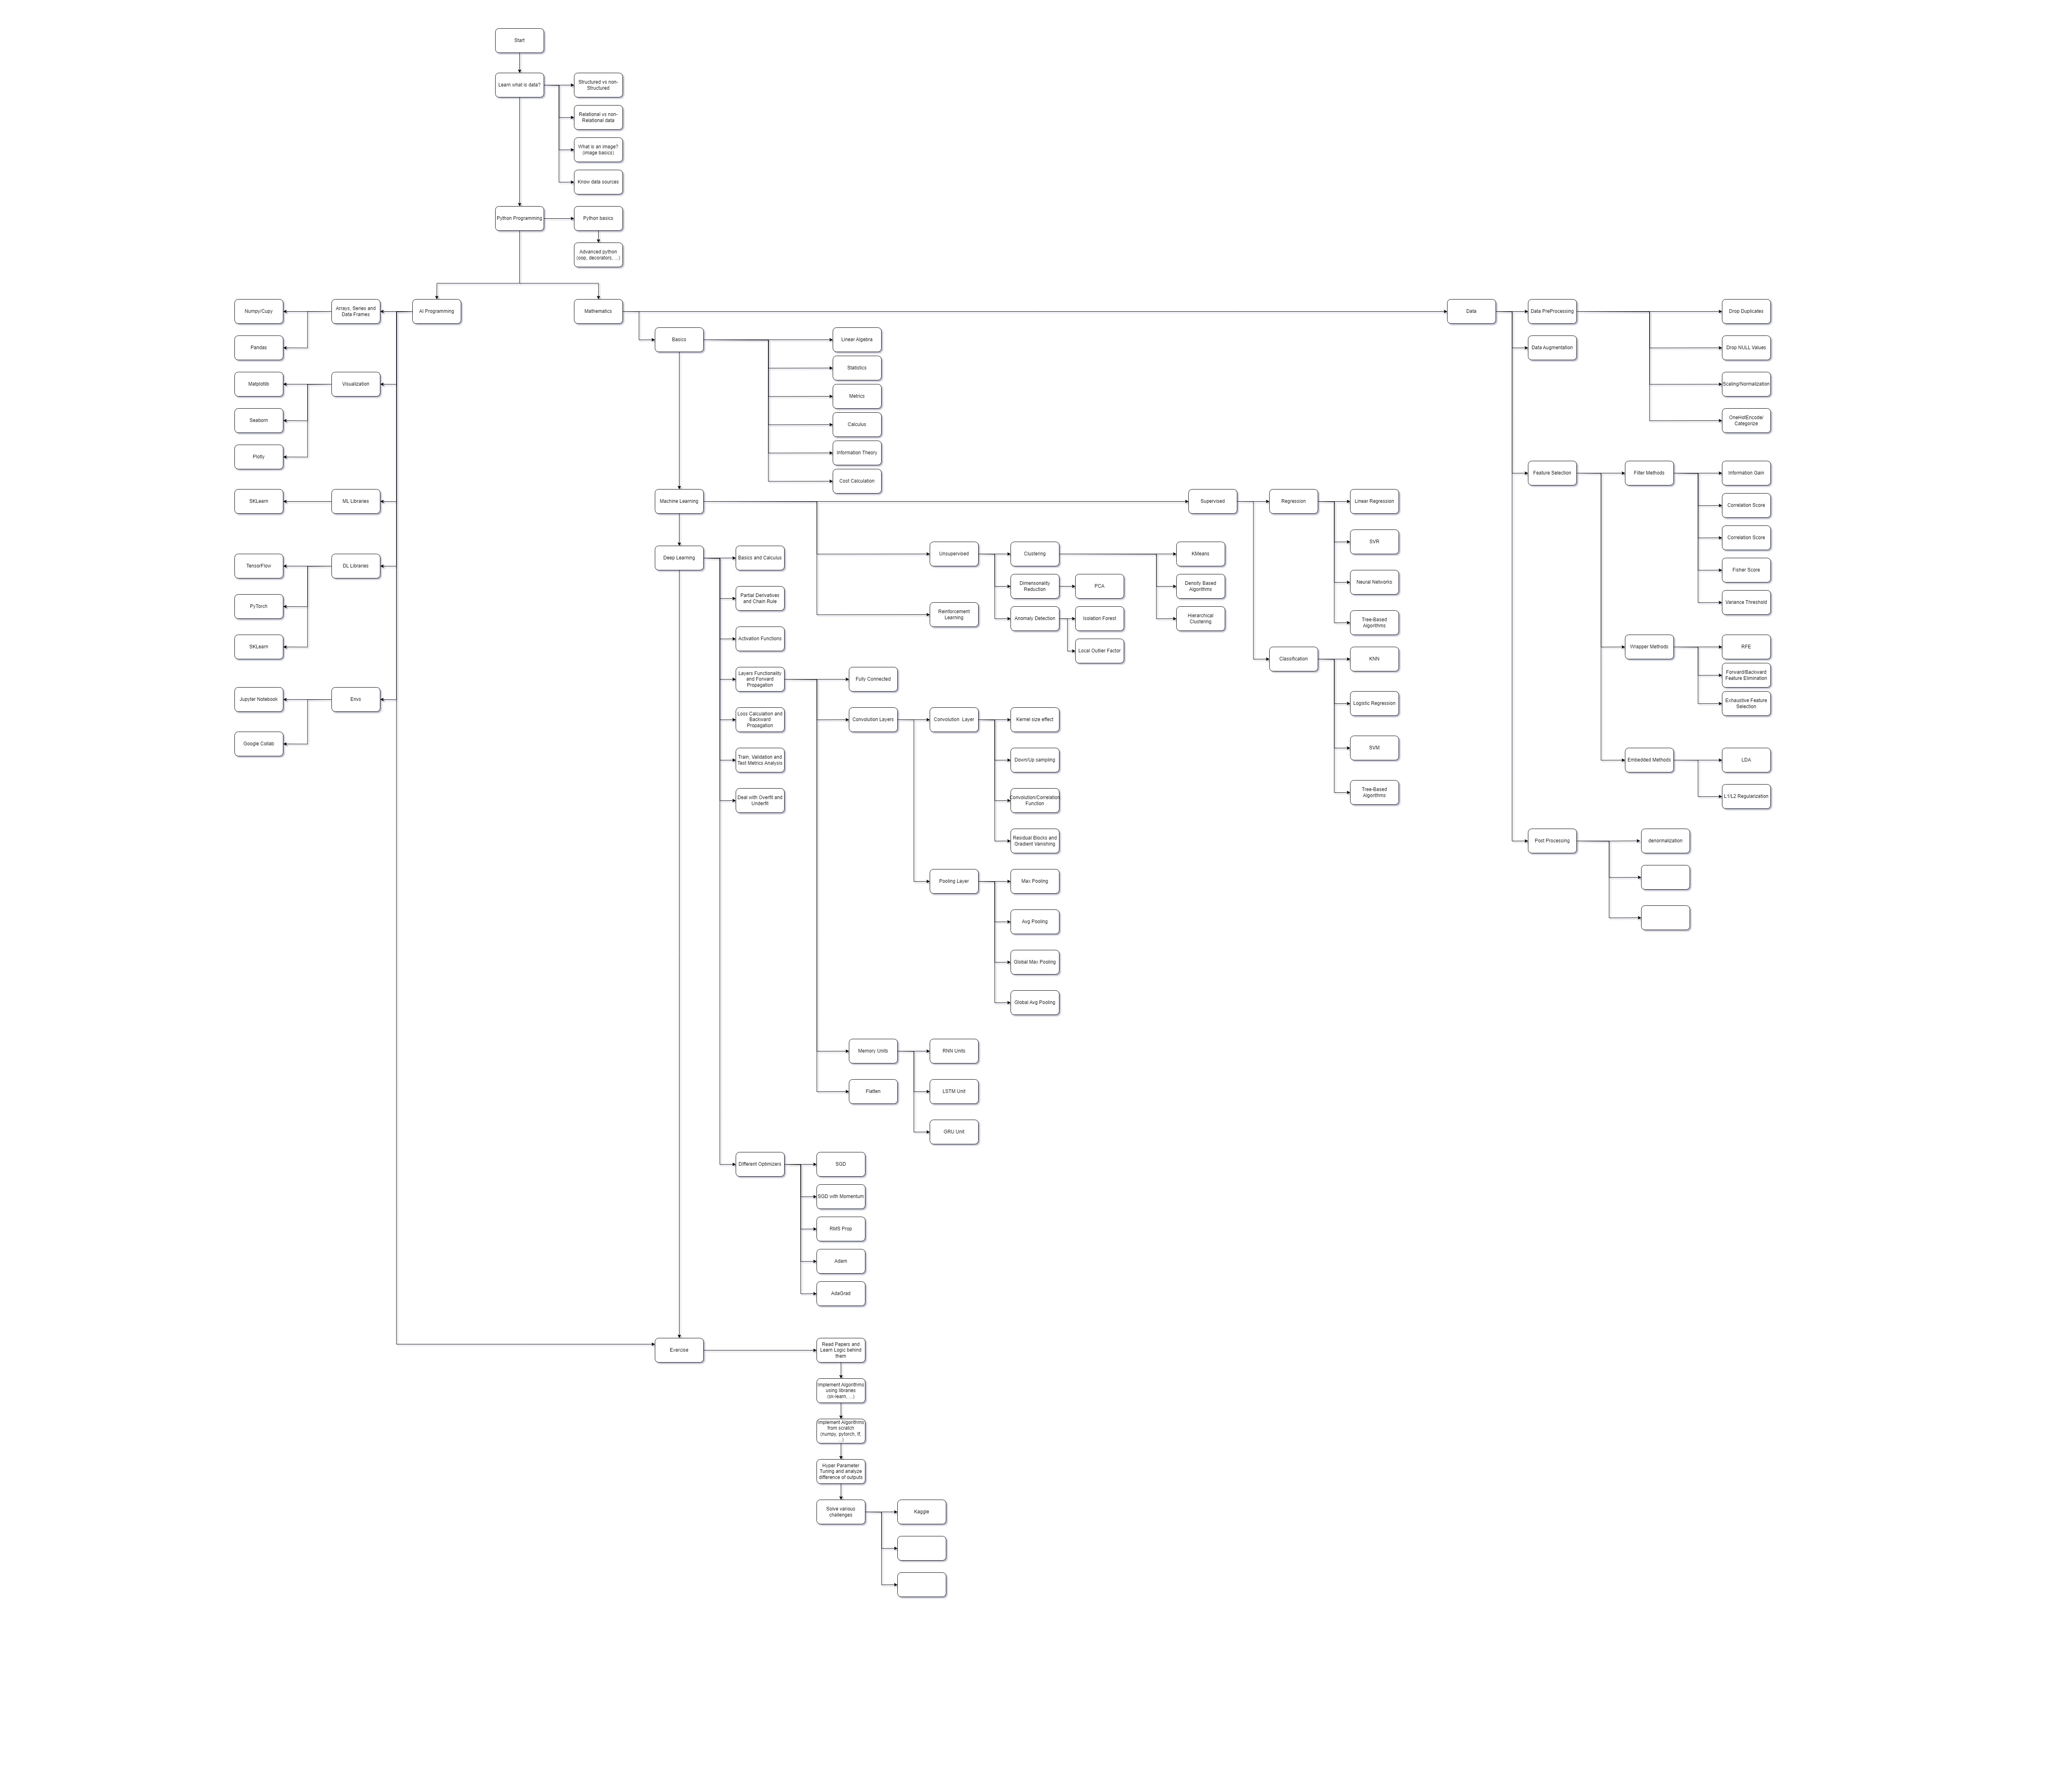 Start
Learn what is data?
Structured vs non-
Structured
Relational vs non-
Relational data
What is an image?
(image basics)
Know data sources
Python Programming
Python basics
Advanced python
(oop, decorators, ...)
Numpy/Cupy
Arrays, Series and
Data Frames
AI Programming
Mathematics
Data
Data PreProcessing
Drop Duplicates
Pandas
Basics
Linear Algebra
Data Augmentation
Drop NULL Values
Statistics
Matplotlib
Visualization
Metrics
Scaling/Normalization
Seaborn
Calculus
OneHotEncode/
Categorize
Plotly
Information Theory
Cost Calculation
Feature Selection
Filter Methods
Information Gain
SKLearn
ML Libraries
Machine Learning
Supervised
Regression
Linear Regression
Correlation Score
SVR
Correlation Score
TensorFlow
DL Libraries
Deep Learning
Basics and Calculus
Unsupervised
Clustering
KMeans
Fisher Score
Dimensonality
Reduction
PCA
Density Based
Algorithms
Neural Networks
PyTorch
Partial Derivatives
and Chain Rule
Variance Threshold
Reinforcement
Learning
Anomaly Detection
Isolation Forest
Hierarchical
Clustering
Tree-Based
Algorithms
SKLearn
Activation Functions
Local Outlier Factor
Classification
KNN
Wrapper Methods
RFE
Layers Functionality
and Forward
Propagation
Fully Connected
Forward/Backward
Feature Elimination
Jupyter Notebook
Envs
Logistic Regression
Exhaustive Feature
Selection
Loss Calculation and
Backward
Propagation
Convolution Layers
Convolution  Layer
Kernel size effect
Google Collab
SVM
Train, Validation and
Test Metrics Analysis
Down/Up sampling
Embedded Methods
LDA
Deal with Overfit and
Underfit
Convolution/Correlation
Function
Tree-Based
Algorithms
L1/L2 Regularization
Residual Blocks and
Gradient Vanishing
Post Processing
denormalization
Pooling Layer
Max Pooling
Avg Pooling
Global Max Pooling
Global Avg Pooling
Memory Units
RNN Units
Flatten
LSTM Unit
GRU Unit
Different Optimizers
SGD
SGD with Momentum
RMS Prop
Adam
AdaGrad
Exercise
Read Papers and
Learn Logic behind
them
Implement Algorithms
using libraries
(sk-learn, ...)
Implement Algorithms
from scratch
(numpy, pytorch, tf,
...)
Hyper Parameter
Tuning and analyze
difference of outputs
Solve various
challenges
Kaggle